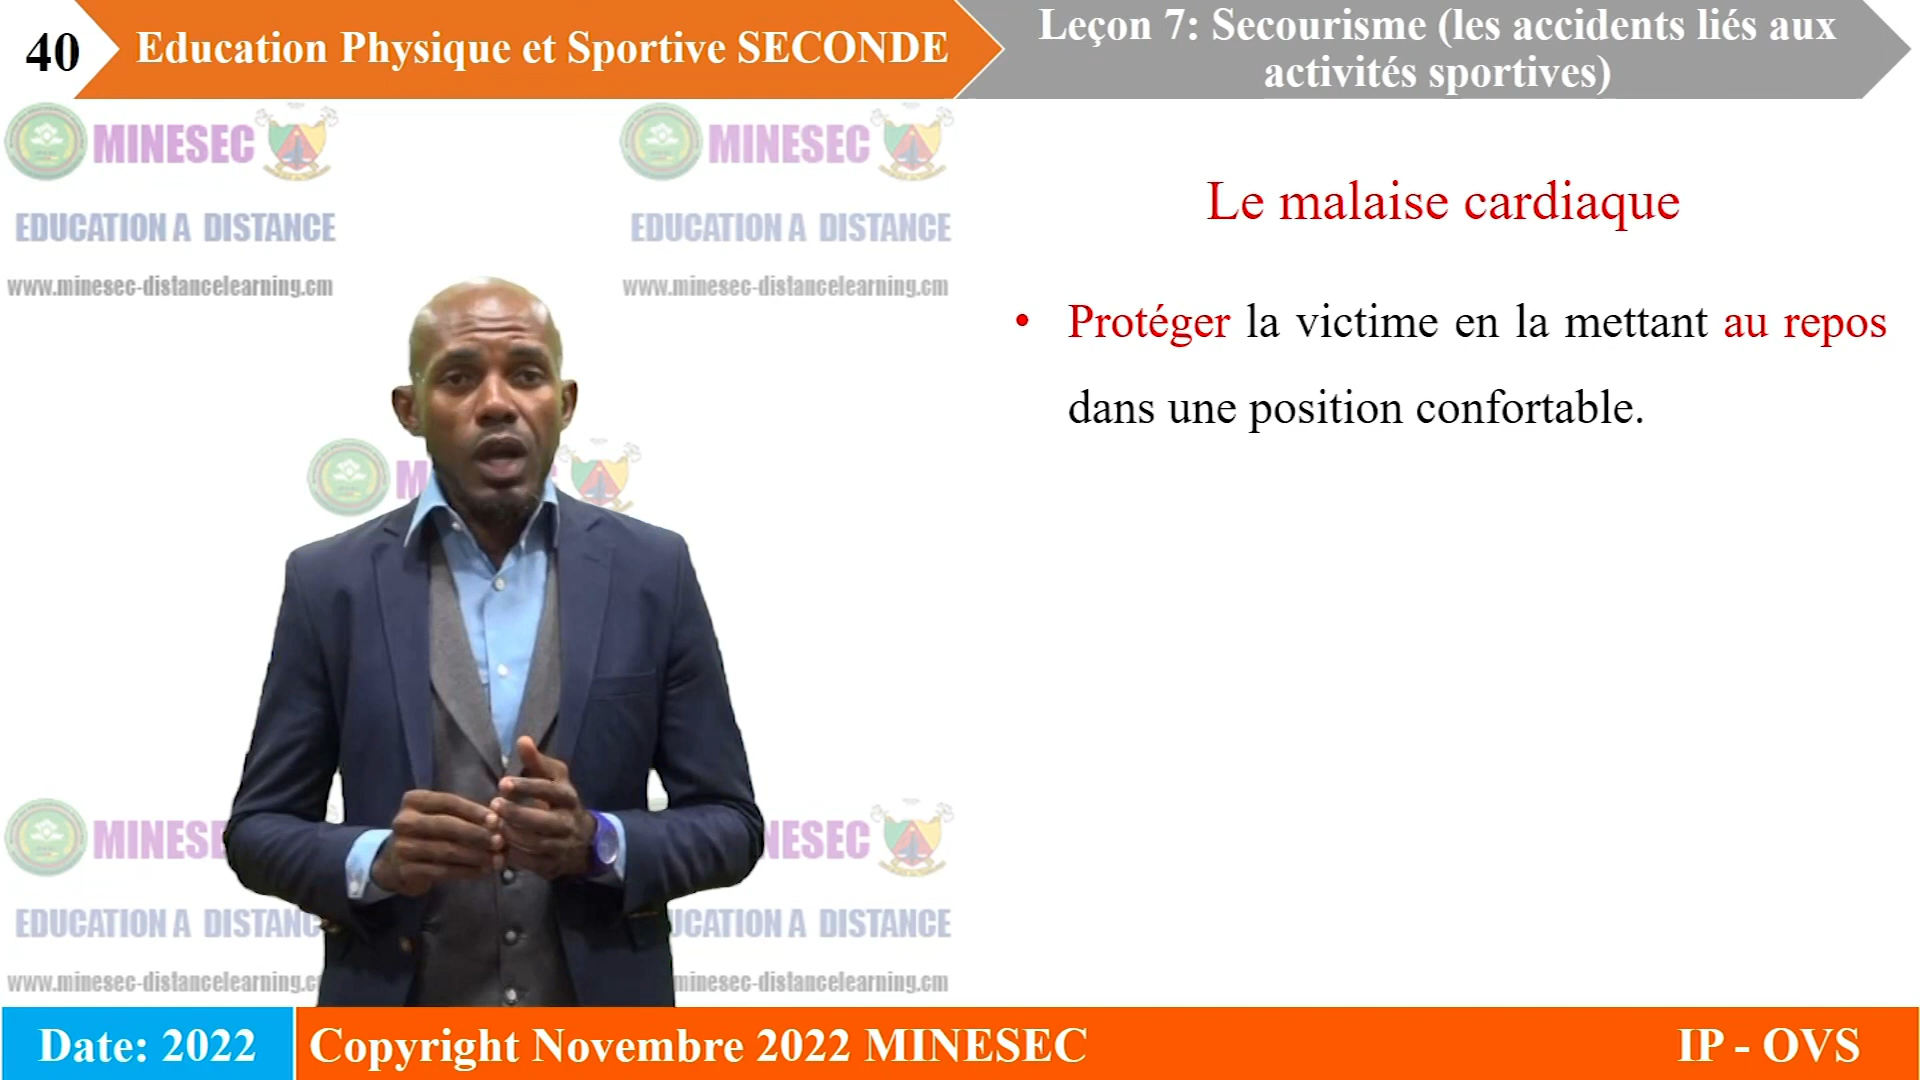 40
Education Physique et Sportive SECONDE
Leçon 7: Secourisme (les accidents liés aux
activités sportives)
MINESEC
MINESEC
EDUCATION A DISTANCE
EDUCATION A DISTANCE
www.minesec-distancelearning.cm
www.minesec-distancelearning.cm
Le malaise cardiaque
• Protéger la victime en la mettant au repos
dans une position confortable.
M
MINESE
NESEC
EDUCATION A DISTANC
UCATION A DISTANCE
www.minesec-distancelearning.c
minesec-distancelearning.cm
Date: 2022
Copyright Novembre 2022 MINESEC
IP - OVS